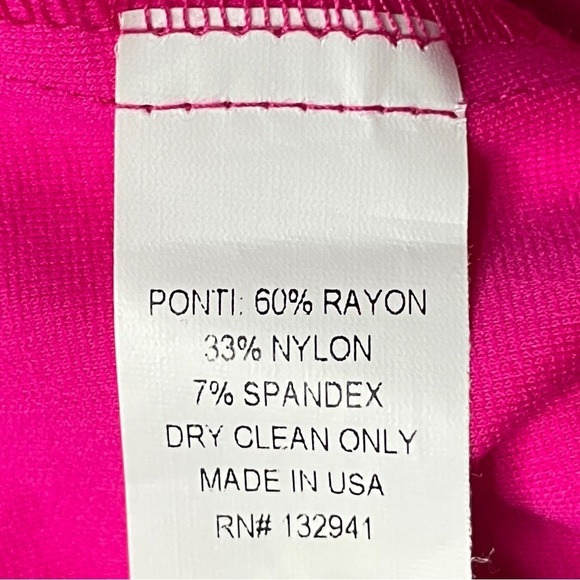 PONTI: 60% RAYON
33% NYLON
7% SPANDEX
DRY CLEAN ONLY
MADE IN USA
RN# 132941